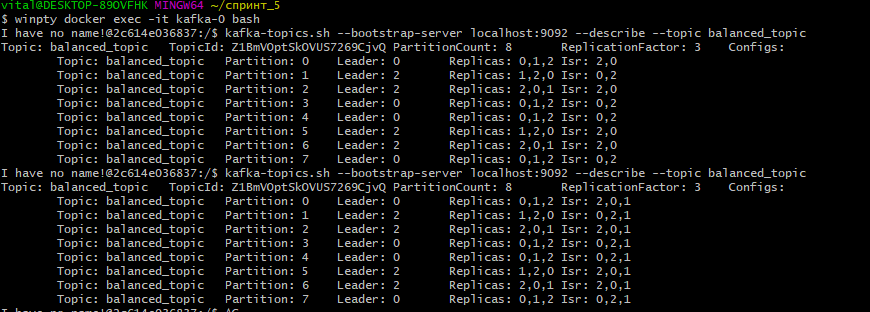 vital@DESKTOP-89OVFHK MINGW64 ~/спринт_5
$ winpty docker exec -it kafka-0 bash
I have no name!@2c614e036837:/$ kafka-topics.sh --bootstrap-server localhost:9092 --describe --topic balanced_topic
Topic: balanced_topic TopicId: Z1BmVOptSkOVUS7269CjvQ PartitionCount: 8 ReplicationFactor: 3 Configs:
Topic: balanced_topic Partition: 0 Leader: 0 Replicas: 0,1,2 Isr: 2,0
Topic: balanced_topic Partition: 1 Leader: 2 Replicas: 1,2,0 Isr: 2,0
Topic: balanced_topic Partition: 2 Leader: 2 Replicas: 2,0,1 Isr: 2,0
Topic: balanced_topic Partition: 3 Leader: 0 Replicas: 0,1,2 Isr: 0,2
Topic: balanced_topic Partition: 4 Leader: 0 Replicas: 0,1,2 Isr: 0,2
Topic: balanced_topic Partition: 5 Leader: 2 Replicas: 1,2,0 Isr: 2,0
Topic: balanced_topic Partition: 6 Leader: 2 Replicas: 2,0,1 Isr: 2,0
Topic: balanced_topic Partition: 7 Leader: 0 Replicas: 0,1,2 Isr: 0,2
I have no name!@2c614e036837:/$ kafka-topics.sh --bootstrap-server localhost:9092 --describe --topic balanced_topic
Topic: balanced_topic TopicId: Z1BmVOptSkOVUS7269CjvQ PartitionCount: 8 ReplicationFactor: 3 Configs:
Topic: balanced_topic Partition: 0 Leader: 0 Replicas: 0,1,2 Isr: 2,0,1
Topic: balanced_topic Partition: 1 Leader: 2 Replicas: 1,2,0 Isr: 0,2,1
Topic: balanced_topic Partition: 2 Leader: 2 Replicas: 2,0,1 Isr: 2,0,1
Topic: balanced_topic Partition: 3 Leader: 0 Replicas: 0,1,2 Isr: 0,2,1
Topic: balanced_topic Partition: 4 Leader: 0 Replicas: 0,1,2 Isr: 0,2,1
Topic: balanced_topic Partition: 5 Leader: 2 Replicas: 1,2,0 Isr: 2,0,1
Topic: balanced_topic Partition: 6 Leader: 2 Replicas: 2,0,1 Isr: 2,0,1
Topic: balanced_topic Partition: 7 Leader: 0 Replicas: 0,1,2 Isr: 0,2,1
I have no name!@2c614e036837:/$